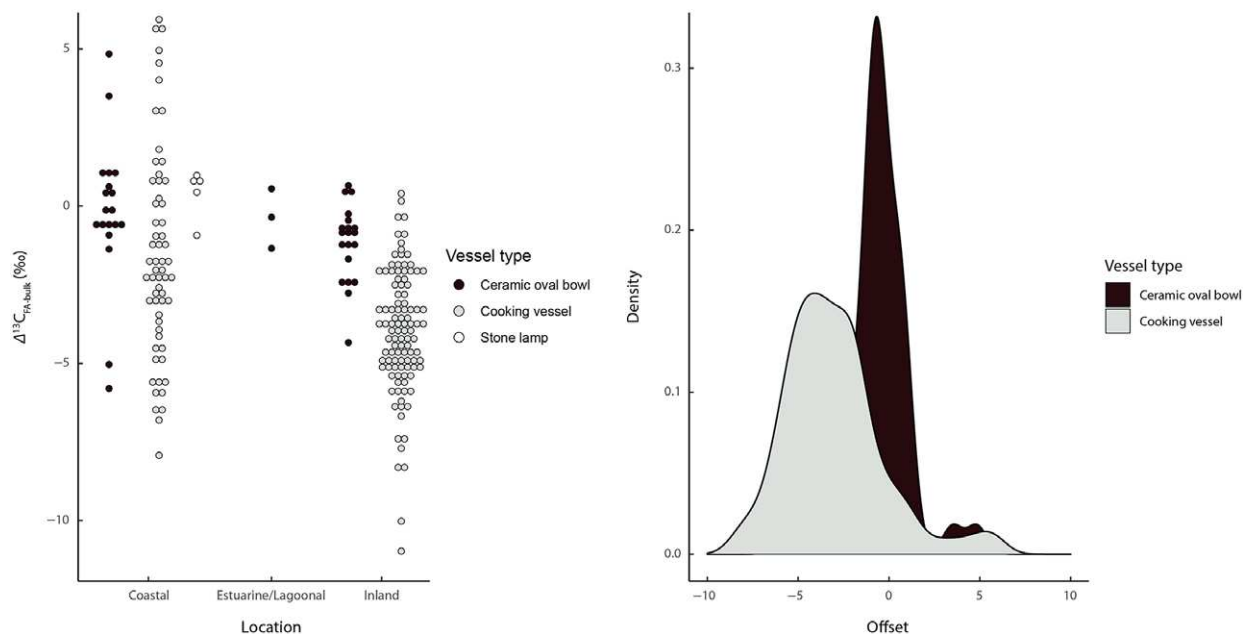 5
0
−5
−10
Δ¹³C_FA-bulk (‰)
Coastal
Estuarine/Lagoonal
Inland
Location
Vessel type
Ceramic oval bowl
Cooking vessel
Stone lamp
0.3
0.2
0.1
0.0
Density
−10
−5
0
5
10
Offset
Vessel type
Ceramic oval bowl
Cooking vessel